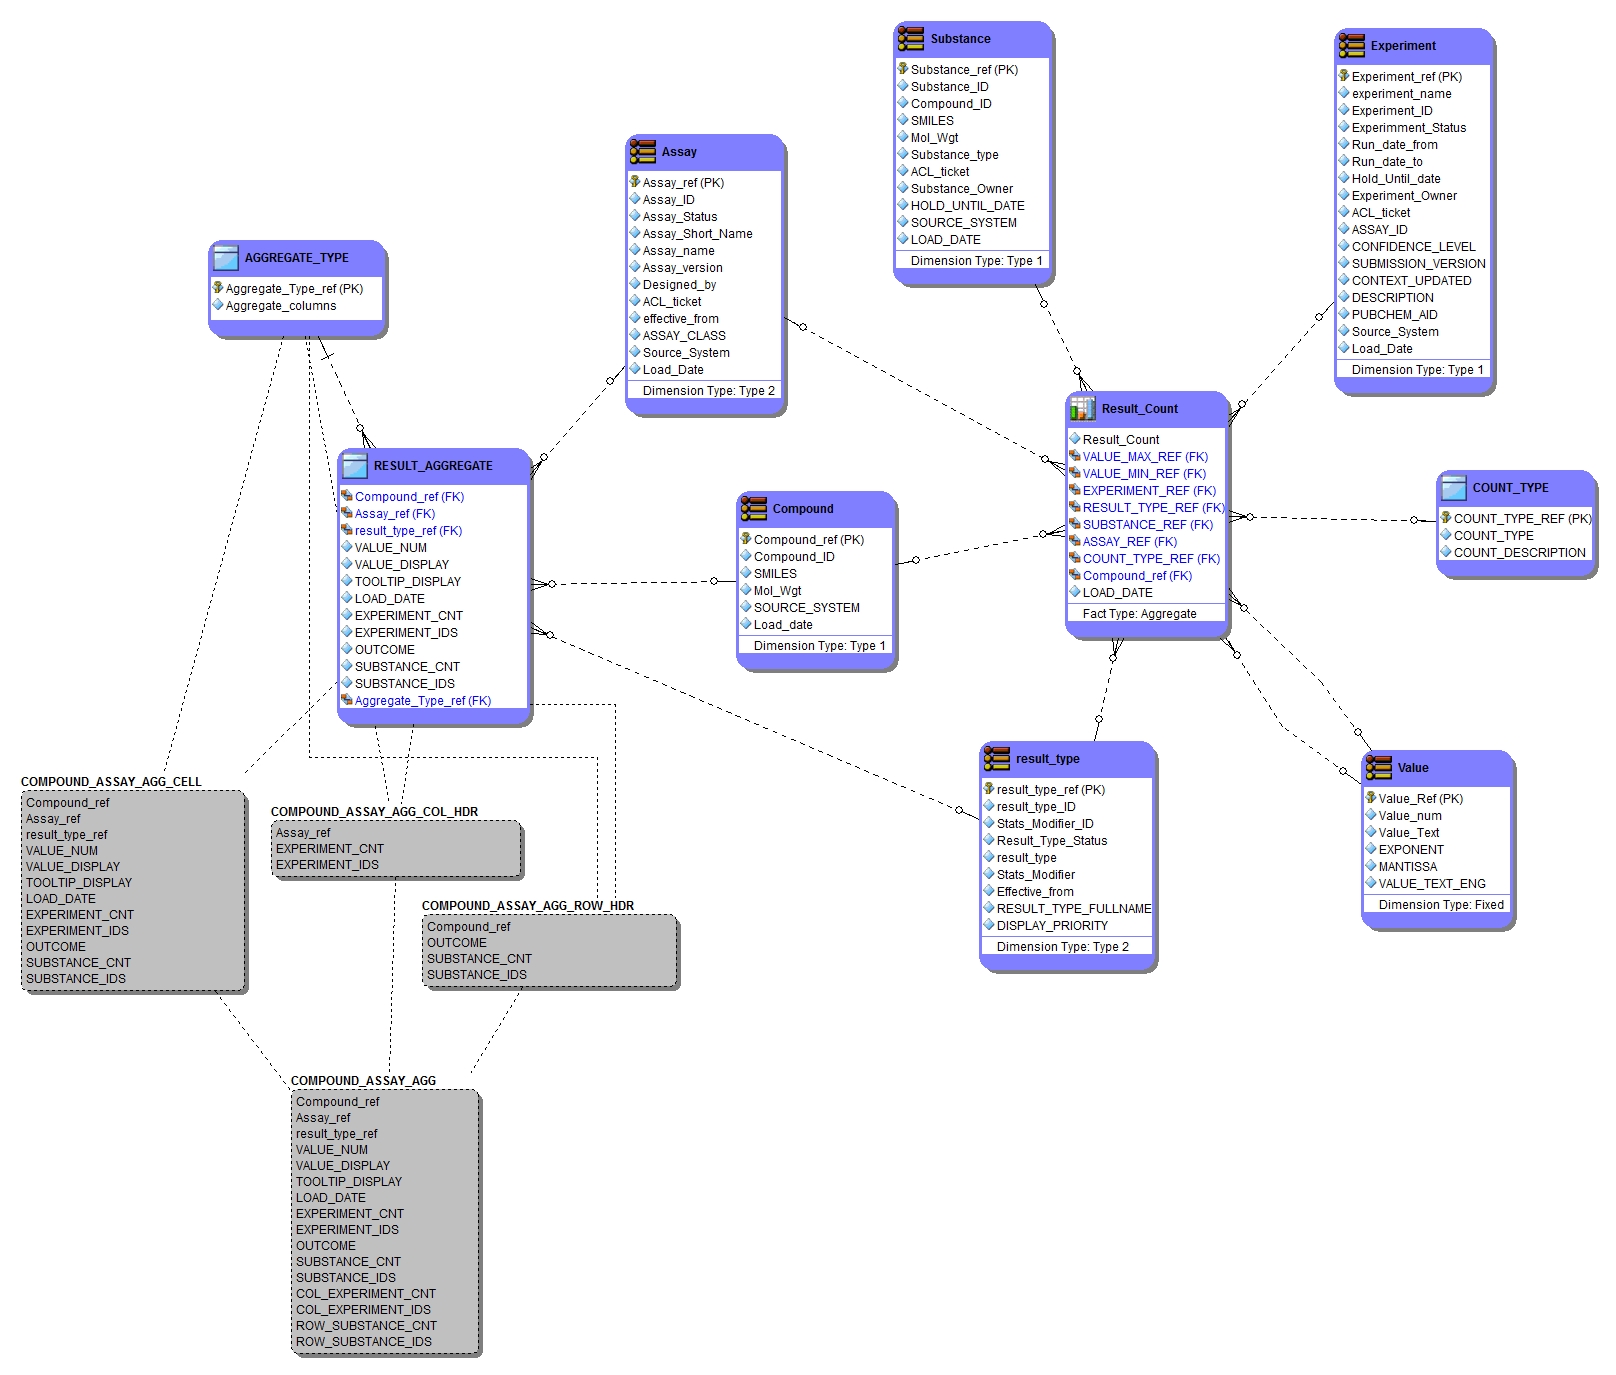 Substance
Substance_ref (PK)
Substance_ID
Compound_ID
SMILES
Mol_Wgt
Substance_type
ACL_ticket
Substance_Owner
HOLD_UNTIL_DATE
SOURCE_SYSTEM
LOAD_DATE
Dimension Type: Type 1
Experiment
Experiment_ref (PK)
experiment_name
Experiment_ID
Experimment_Status
Run_date_from
Run_date_to
Hold_Until_date
Experiment_Owner
ACL_ticket
ASSAY_ID
CONFIDENCE_LEVEL
SUBMISSION_VERSION
CONTEXT_UPDATED
DESCRIPTION
PUBCHEM_AID
Source_System
Load_Date
Dimension Type: Type 1
Assay
Assay_ref (PK)
Assay_ID
Assay_Status
Assay_Short_Name
Assay_name
Assay_version
Designed_by
ACL_ticket
effective_from
ASSAY_CLASS
Source_System
Load_Date
Dimension Type: Type 2
AGGREGATE_TYPE
Aggregate_Type_ref (PK)
Aggregate_columns
Result_Count
Result_Count
VALUE_MAX_REF (FK)
VALUE_MIN_REF (FK)
EXPERIMENT_REF (FK)
RESULT_TYPE_REF (FK)
SUBSTANCE_REF (FK)
ASSAY_REF (FK)
COUNT_TYPE_REF (FK)
Compound_ref (FK)
LOAD_DATE
Fact Type: Aggregate
RESULT_AGGREGATE
Compound_ref (FK)
Assay_ref (FK)
result_type_ref (FK)
VALUE_NUM
VALUE_DISPLAY
TOOLTIP_DISPLAY
LOAD_DATE
EXPERIMENT_CNT
EXPERIMENT_IDS
OUTCOME
SUBSTANCE_CNT
SUBSTANCE_IDS
Aggregate_Type_ref (FK)
Compound
Compound_ref (PK)
Compound_ID
SMILES
Mol_Wgt
SOURCE_SYSTEM
Load_date
Dimension Type: Type 1
COUNT_TYPE
COUNT_TYPE_REF (PK)
COUNT_TYPE
COUNT_DESCRIPTION
result_type
result_type_ref (PK)
result_type_ID
Stats_Modifier_ID
Result_Type_Status
result_type
Stats_Modifier
Effective_from
RESULT_TYPE_FULLNAME
DISPLAY_PRIORITY
Dimension Type: Type 2
Value
Value_Ref (PK)
Value_num
Value_Text
EXPONENT
MANTISSA
VALUE_TEXT_ENG
Dimension Type: Fixed
COMPOUND_ASSAY_AGG_CELL
Compound_ref
Assay_ref
result_type_ref
VALUE_NUM
VALUE_DISPLAY
TOOLTIP_DISPLAY
LOAD_DATE
EXPERIMENT_CNT
EXPERIMENT_IDS
OUTCOME
SUBSTANCE_CNT
SUBSTANCE_IDS
COMPOUND_ASSAY_AGG_COL_HDR
Assay_ref
EXPERIMENT_CNT
EXPERIMENT_IDS
COMPOUND_ASSAY_AGG_ROW_HDR
Compound_ref
OUTCOME
SUBSTANCE_CNT
SUBSTANCE_IDS
COMPOUND_ASSAY_AGG
Compound_ref
Assay_ref
result_type_ref
VALUE_NUM
VALUE_DISPLAY
TOOLTIP_DISPLAY
LOAD_DATE
EXPERIMENT_CNT
EXPERIMENT_IDS
OUTCOME
SUBSTANCE_CNT
SUBSTANCE_IDS
COL_EXPERIMENT_CNT
COL_EXPERIMENT_IDS
ROW_SUBSTANCE_CNT
ROW_SUBSTANCE_IDS